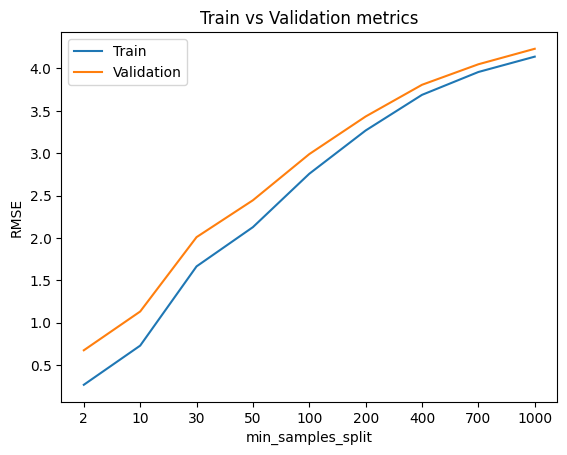 Train vs Validation metrics
Train
Validation
4.0
3.5
3.0
2.5
2.0
1.5
1.0
0.5
RMSE
2 10 30 50 100 200 400 700 1000
min_samples_split